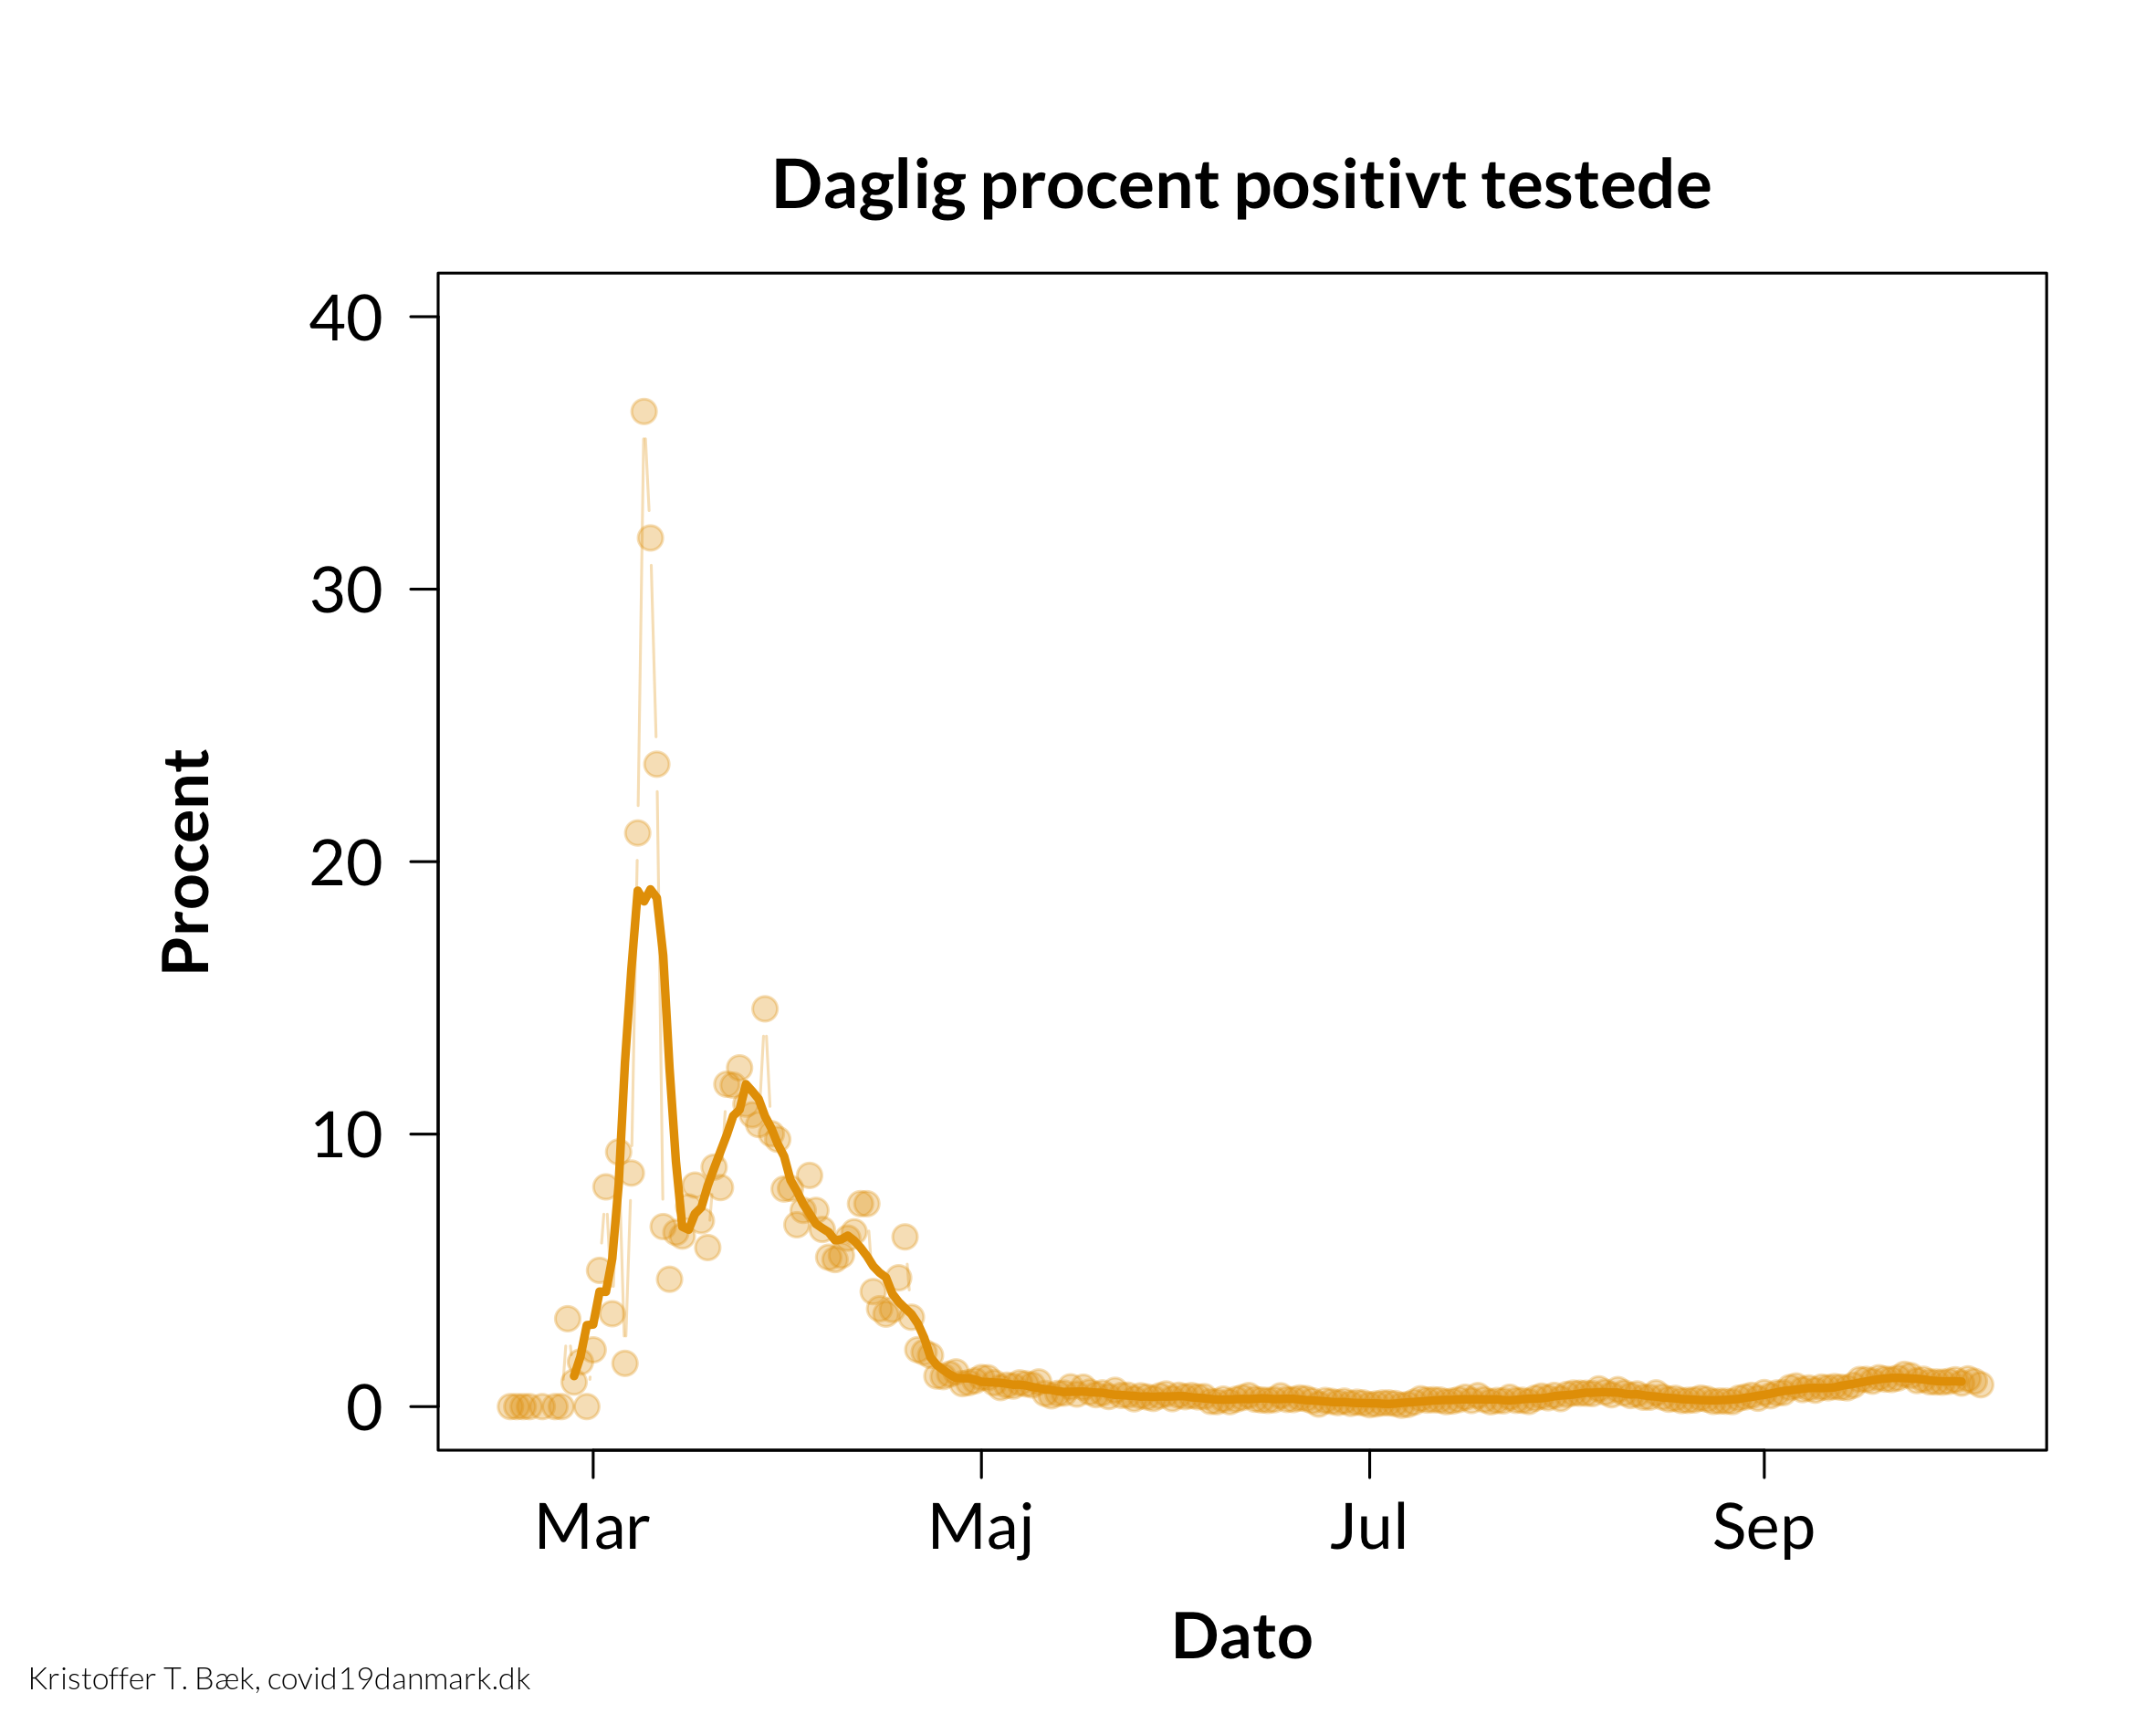 Daglig procent positivt testede
40
30
20
10
0
Procent
Mar Maj Jul Sep
Dato
Kristoffer T. Bæk, covid19danmark.dk